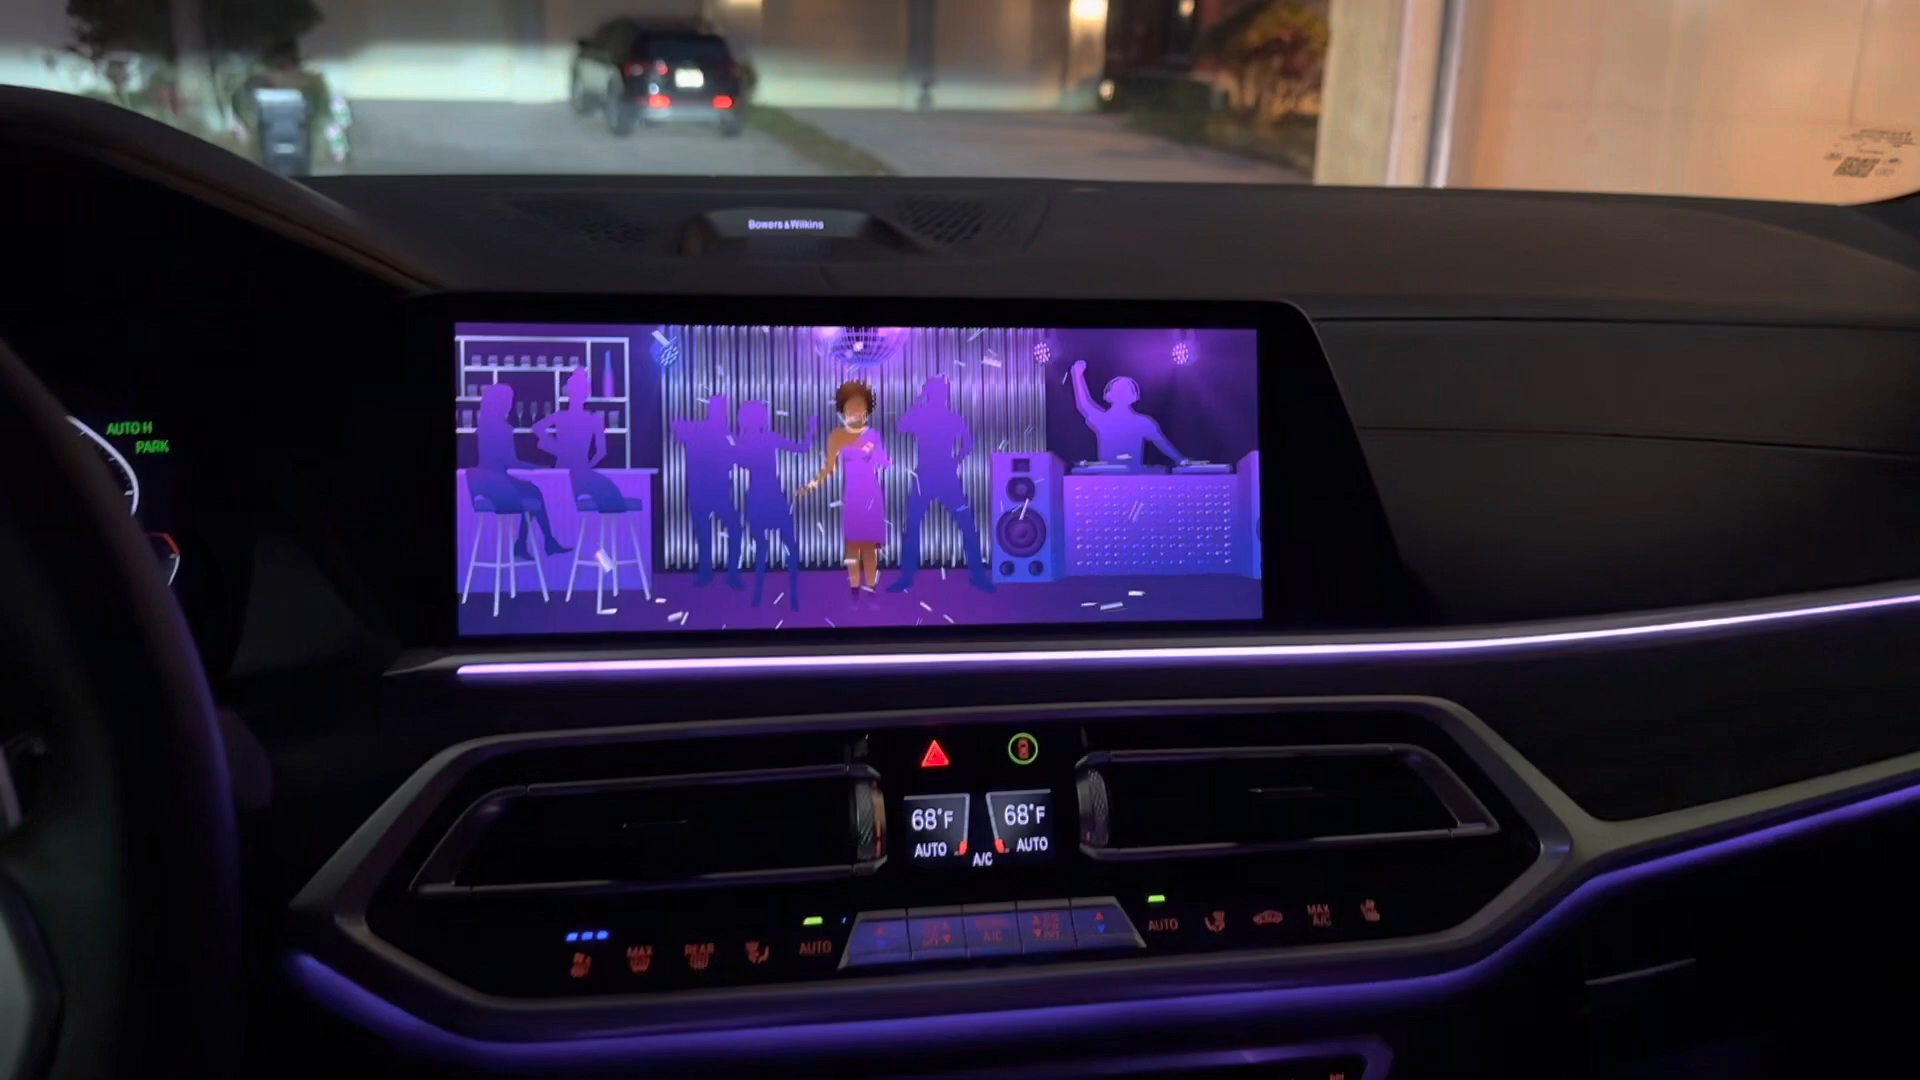 Bowers & Wilkins
AUTO H
PARK
68°F
68°F
AUTO
AUTO
A/C
MAX
REAR
AUTO
A/C
AUTO
MAX
A/C